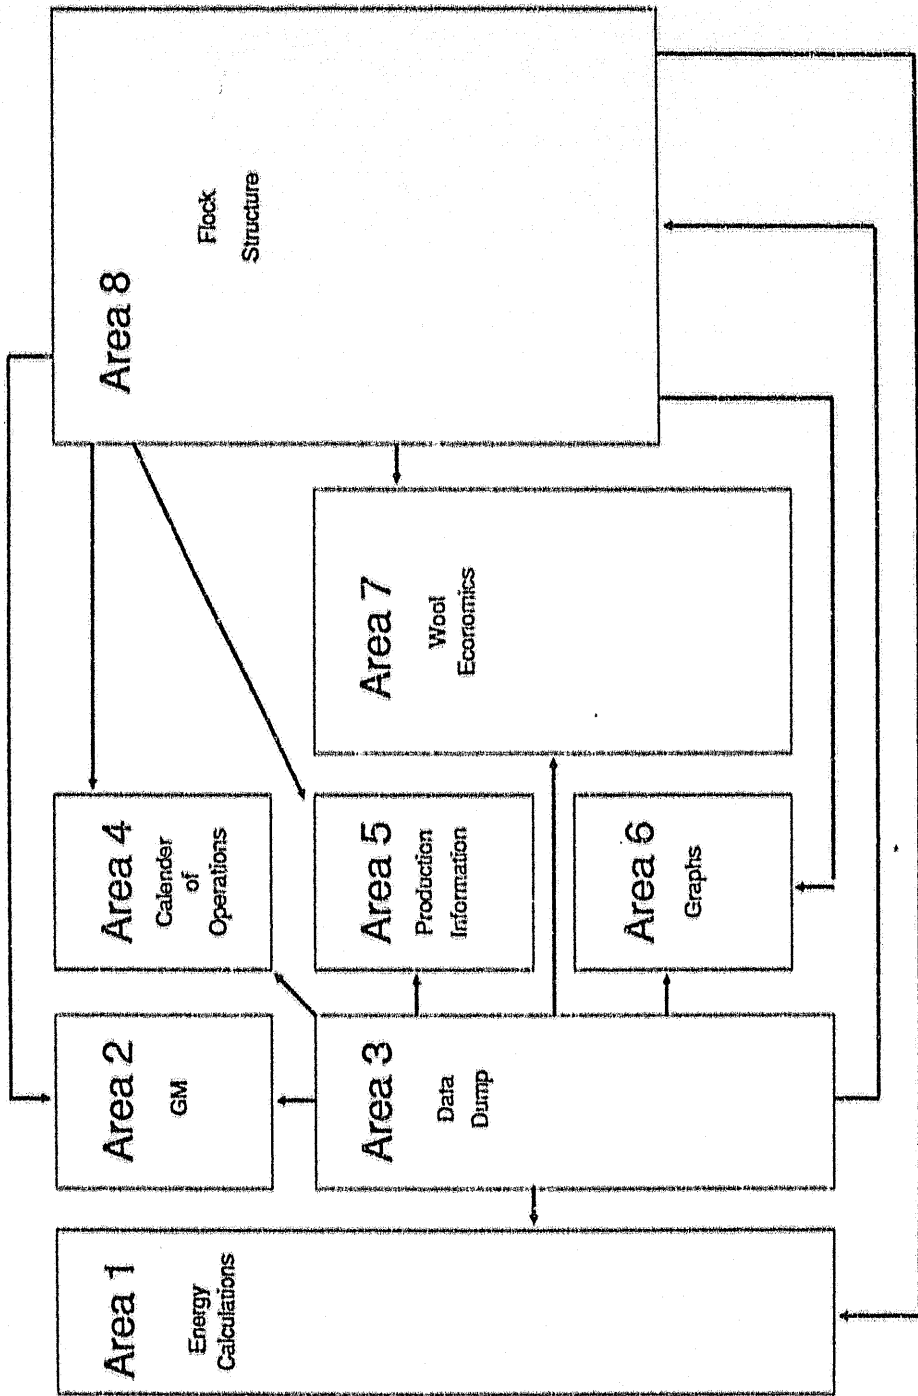 Area 1
Energy
Calculations
Area 2
GM
Area 3
Data
Dump
Area 4
Calender
of
Operations
Area 5
Production
Information
Area 6
Graphs
Area 7
Wool
Economics
Area 8
Flock
Structure